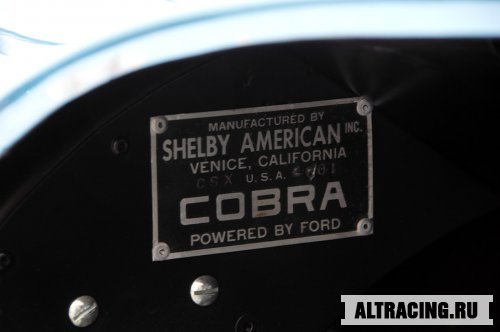 MANUFACTURED BY
SHELBY AMERICAN INC.
VENICE, CALIFORNIA
CSX U.S.A.
COBRA
POWERED BY FORD
ALTRACING.RU